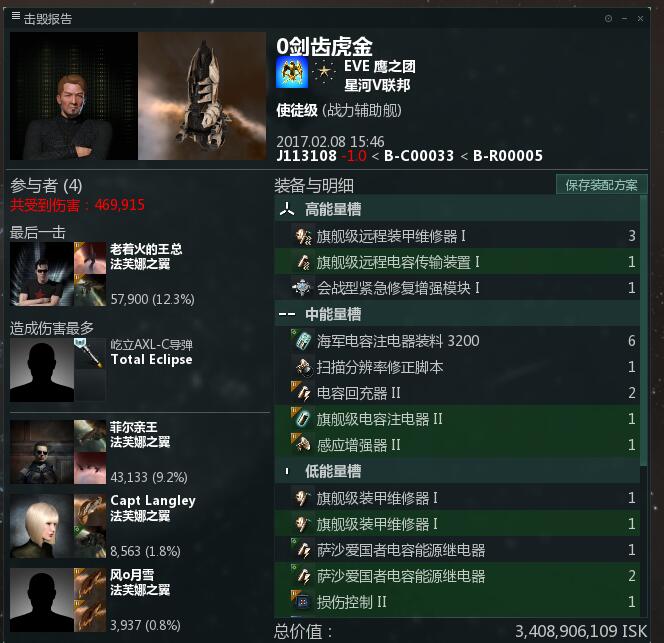 击毁报告
0剑齿虎金
EVE 鹰之团
星河V联邦
使徒级 (战力辅助舰)
2017.02.08 15:46
J113108 -1.0 < B-C00033 < B-R00005
参与者 (4)
共受到伤害：469,915
最后一击
老着火的王总
法芙娜之翼
57,900 (12.3%)
造成伤害最多
屹立AXL-C导弹
Total Eclipse
菲尔亲王
法芙娜之翼
43,133 (9.2%)
Capt Langley
法芙娜之翼
8,563 (1.8%)
风o月雪
法芙娜之翼
3,937 (0.8%)
装备与明细
保存装配方案
高能量槽
旗舰级远程装甲维修器 I 3
旗舰级远程电容传输装置 I 1
会战型紧急修复增强模块 I 1
中能量槽
海军电容注电器装料 3200 6
扫描分辨率修正脚本 1
电容回充器 II 2
旗舰级电容注电器 II 1
感应增强器 II 1
低能量槽
旗舰级装甲维修器 I 1
旗舰级装甲维修器 I 1
萨沙爱国者电容能源继电器 1
萨沙爱国者电容能源继电器 2
损伤控制 II 1
总价值： 3,408,906,109 ISK